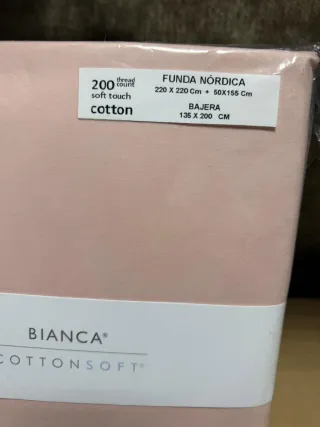 200 thread count
soft touch
cotton
FUNDA NÓRDICA
220 X 220 Cm + 50X155 Cm
BAJERA
135 X 200 CM
BIANCA®
COTTONSOFT®